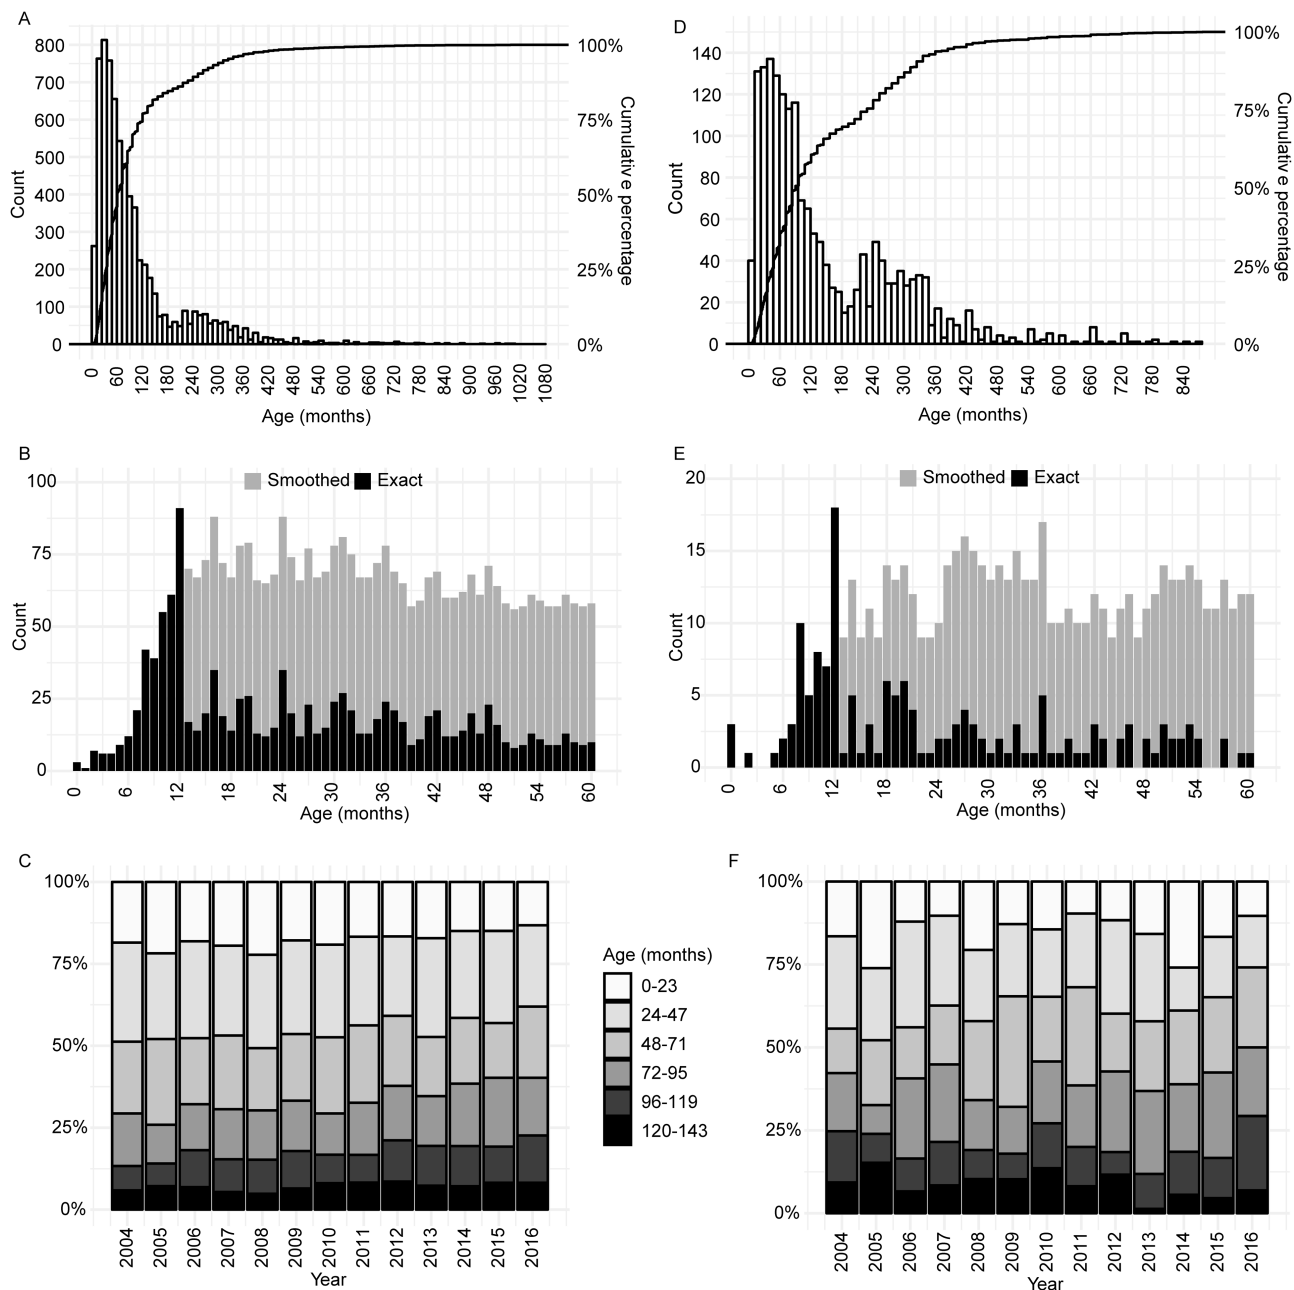 A
800
700
600
500
400
300
200
100
0
Count
100%
75%
50%
25%
0%
Cumulative percentage
0 60 120 180 240 300 360 420 480 540 600 660 720 780 840 900 960 1020 1080
Age (months)
D
140
120
100
80
60
40
20
0
Count
100%
75%
50%
25%
0%
Cumulative percentage
0 60 120 180 240 300 360 420 480 540 600 660 720 780 840
Age (months)
B
Smoothed Exact
100
75
50
25
0
Count
0 6 12 18 24 30 36 42 48 54 60
Age (months)
E
Smoothed Exact
20
15
10
5
0
Count
0 6 12 18 24 30 36 42 48 54 60
Age (months)
C
100%
75%
50%
25%
0%
2004 2005 2006 2007 2008 2009 2010 2011 2012 2013 2014 2015 2016
Year
Age (months)
0-23
24-47
48-71
72-95
96-119
120-143
F
100%
75%
50%
25%
0%
2004 2005 2006 2007 2008 2009 2010 2011 2012 2013 2014 2015 2016
Year